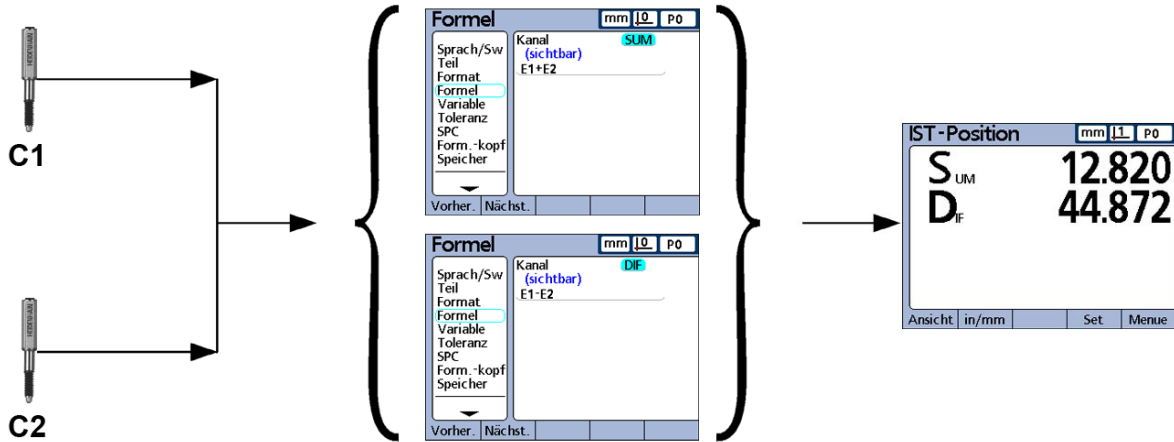 C1
C2
Formel mm 0 P0
Sprach/Sw
Teil
Format
Formel
Variable
Toleranz
SPC
Form.-kopf
Speicher
Kanal SUM
(sichtbar)
E1+E2
Vorher. Nächst.
Formel mm 0 P0
Sprach/Sw
Teil
Format
Formel
Variable
Toleranz
SPC
Form.-kopf
Speicher
Kanal DIF
(sichtbar)
E1-E2
Vorher. Nächst.
IST-Position mm 1 P0
SUM 12.820
DIF 44.872
Ansicht in/mm Set Menue